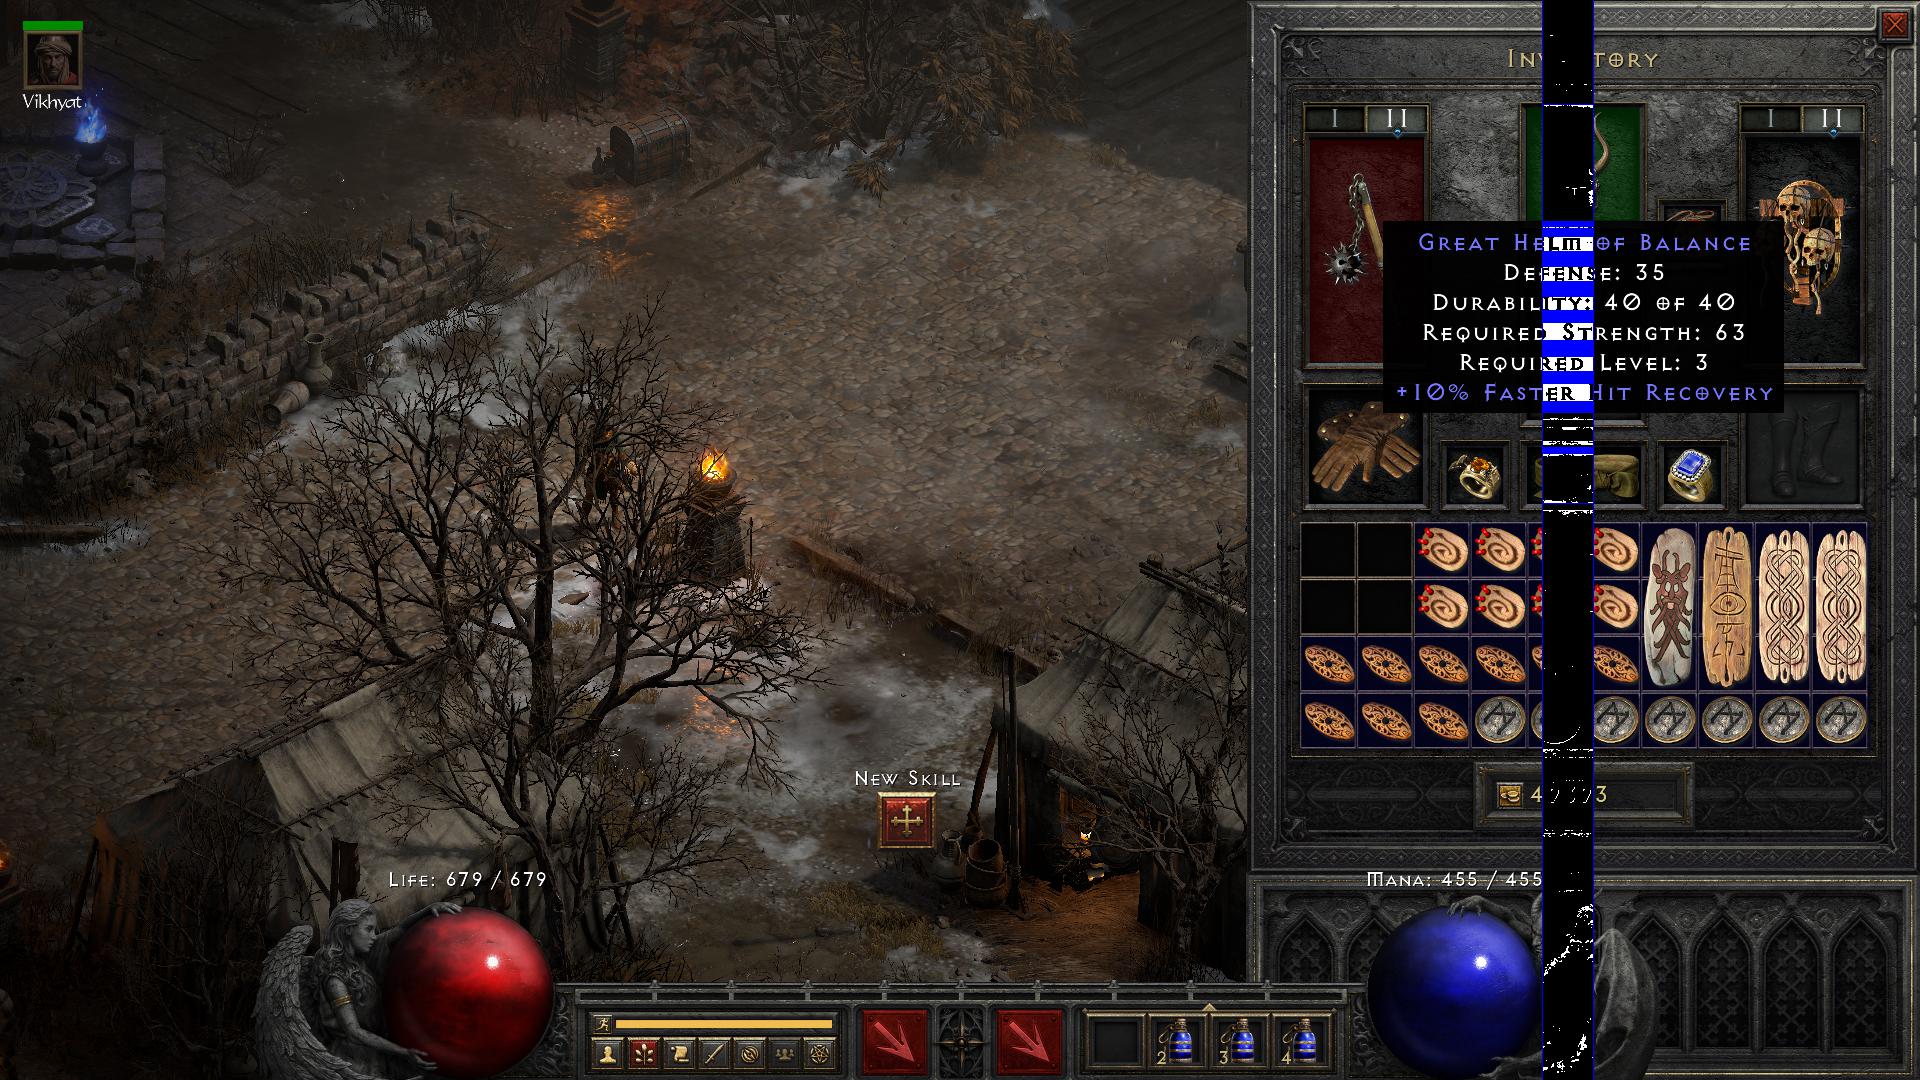 Vikhyat
Inventory
I II
I II
Great Helm of Balance
Defense: 35
Durability: 40 of 40
Required Strength: 63
Required Level: 3
+10% Faster Hit Recovery
New Skill
Life: 679 / 679
Mana: 455 / 455
2 3 4